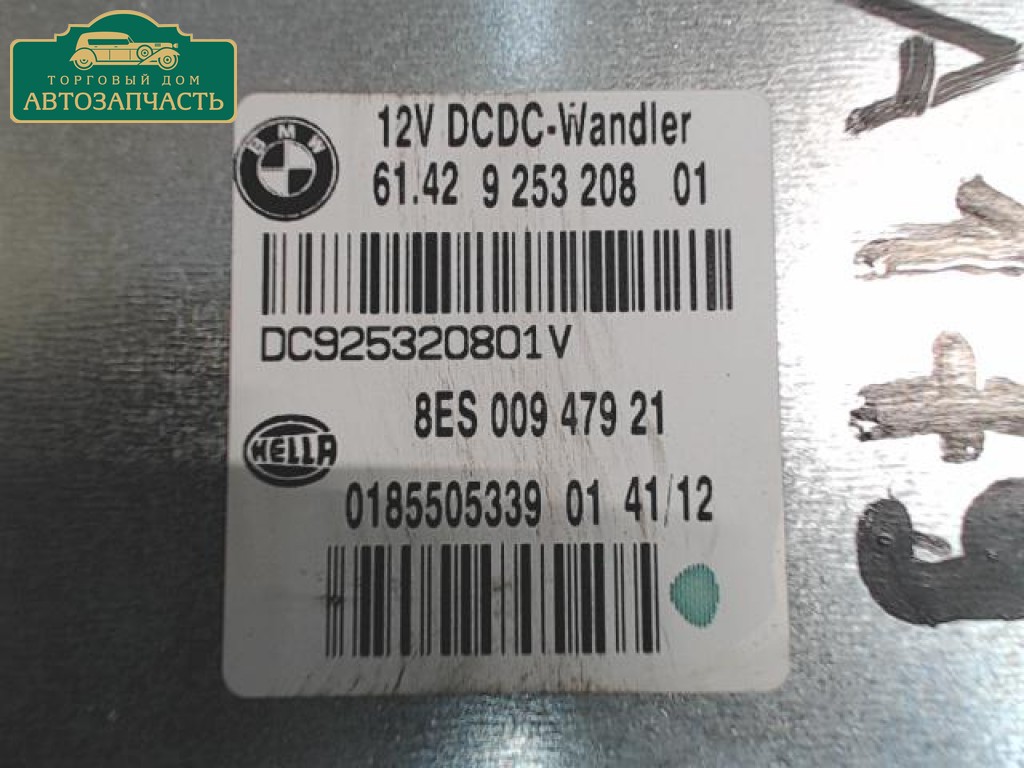 ТОРГОВЫЙ ДОМ
АВТОЗАПЧАСТЬ
BMW
12V DCDC-Wandler
61.42 9 253 208 01
DC925320801V
8ES 009 479 21
HELLA
0185505339 01 41/12